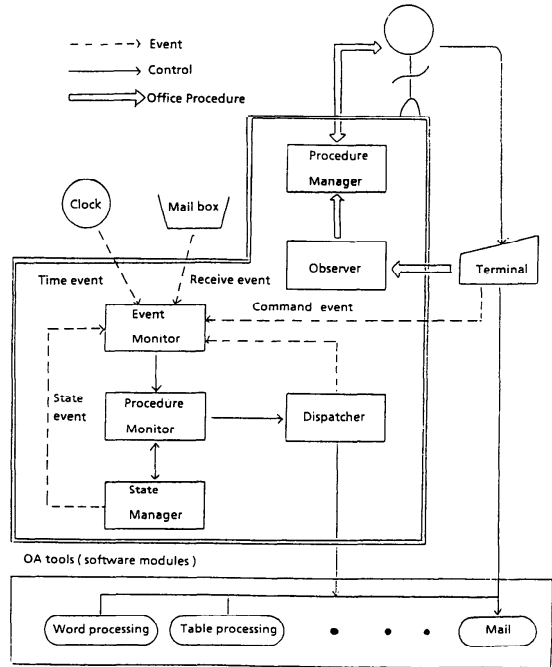 Event
Control
Office Procedure
Procedure
Manager
Clock
Mail box
Observer
Terminal
Time event
Receive event
Command event
Event
Monitor
State
event
Procedure
Monitor
Dispatcher
State
Manager
OA tools ( software modules )
Word processing
Table processing
• • •
Mail